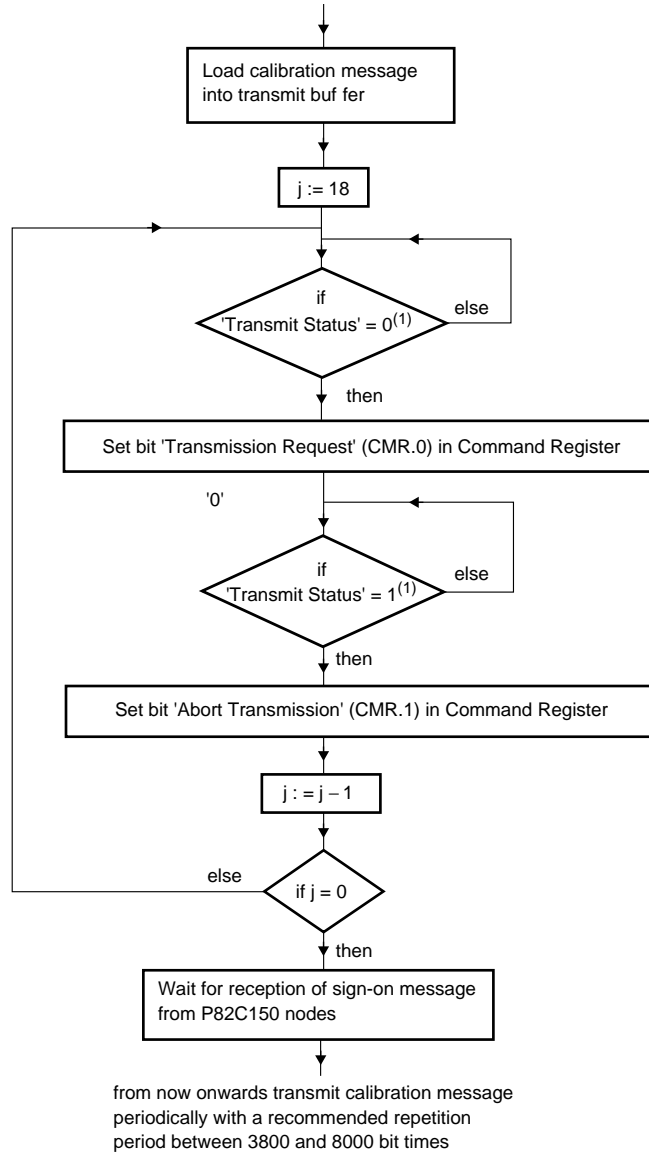 Load calibration message
into transmit buf fer
j := 18
if
'Transmit Status' = 0(1)
else
then
Set bit 'Transmission Request' (CMR.0) in Command Register
'0'
if
'Transmit Status' = 1(1)
else
then
Set bit 'Abort Transmission' (CMR.1) in Command Register
j : = j – 1
else
if j = 0
then
Wait for reception of sign-on message
from P82C150 nodes
from now onwards transmit calibration message
periodically with a recommended repetition
period between 3800 and 8000 bit times